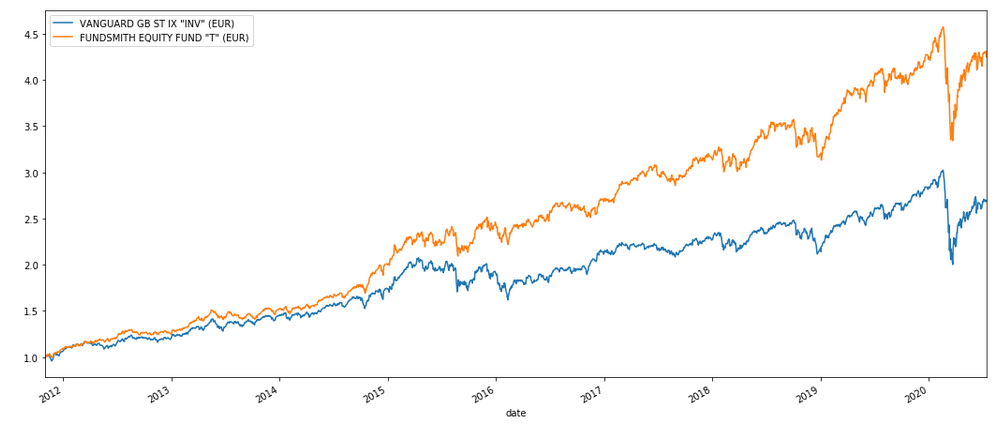 VANGUARD GB ST IX "INV" (EUR)
FUNDSMITH EQUITY FUND "T" (EUR)
4.5
4.0
3.5
3.0
2.5
2.0
1.5
1.0
2012 2013 2014 2015 2016 2017 2018 2019 2020
date